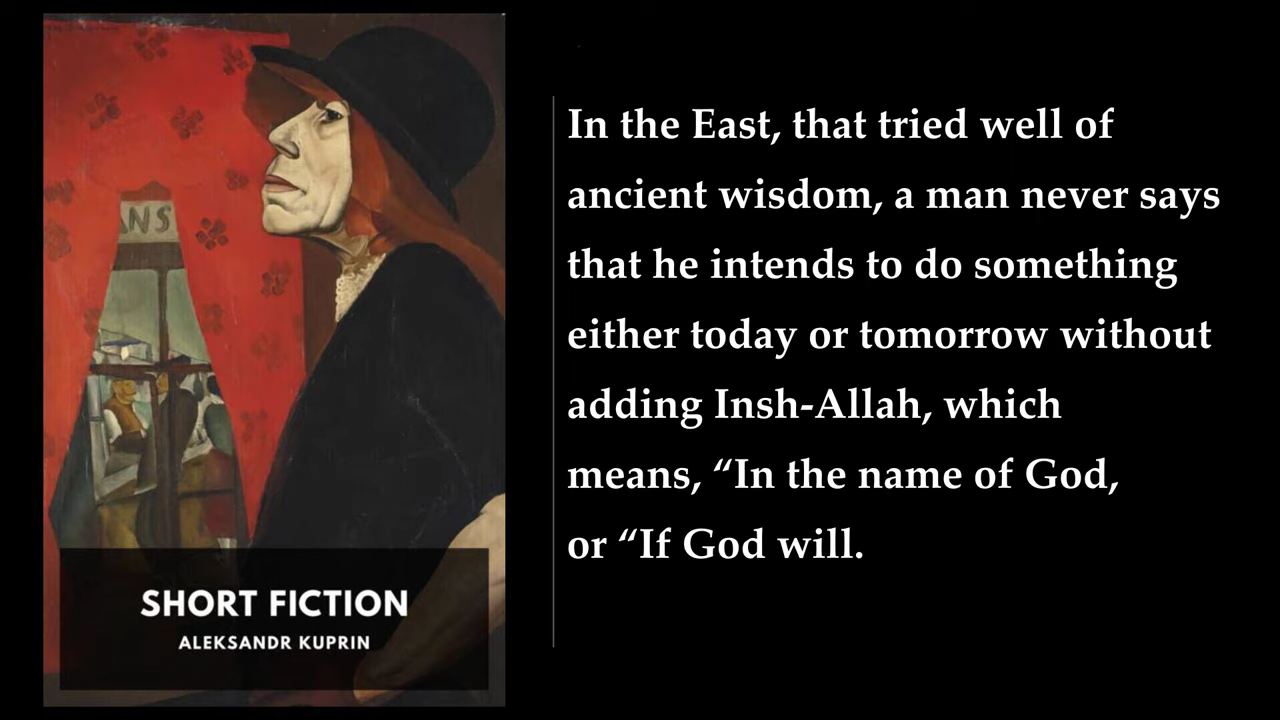 NS
SHORT FICTION
ALEKSANDR KUPRIN
In the East, that tried well of
ancient wisdom, a man never says
that he intends to do something
either today or tomorrow without
adding Insh-Allah, which
means, “In the name of God,
or “If God will.